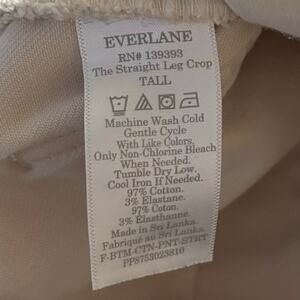 EVERLANE
RN# 139393
The Straight Leg Crop
TALL
Machine Wash Cold
Gentle Cycle
With Like Colors,
Only Non-Chlorine Bleach
When Needed.
Tumble Dry Low.
Cool Iron If Needed.
97% Cotton.
3% Elastane.
97% Coton.
3% Elasthanne.
Made in Sri Lanka.
Fabriqué au Sri Lanka.
F-BTM-CTN-PNT-STRT
PP8753023810